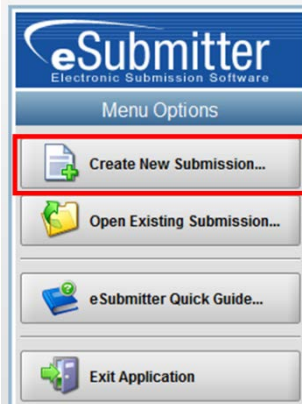 eSubmitter
Electronic Submission Software
Menu Options
Create New Submission...
Open Existing Submission...
eSubmitter Quick Guide...
Exit Application